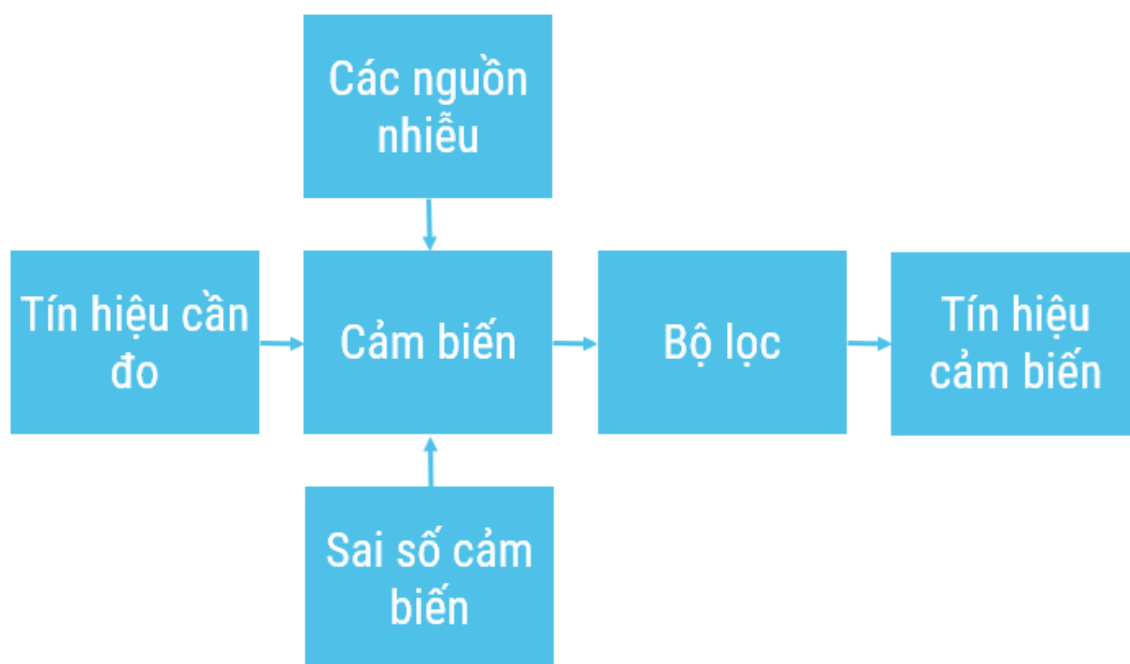 Các nguồn
nhiễu
Tín hiệu cần
đo
Cảm biến
Bộ lọc
Tín hiệu
cảm biến
Sai số cảm
biến